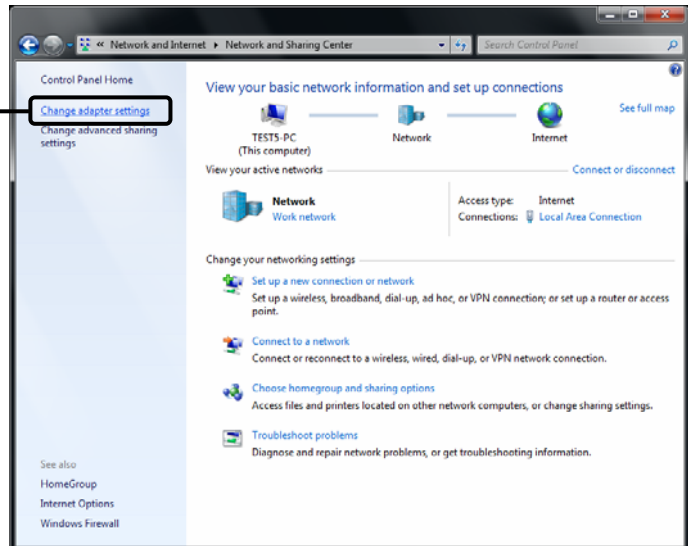 « Network and Internet ▸ Network and Sharing Center
Search Control Panel
Control Panel Home
Change adapter settings
Change advanced sharing
settings
See also
HomeGroup
Internet Options
Windows Firewall
View your basic network information and set up connections
See full map
TEST5-PC
(This computer)
Network
Internet
View your active networks
Connect or disconnect
Network
Work network
Access type: Internet
Connections: Local Area Connection
Change your networking settings
Set up a new connection or network
Set up a wireless, broadband, dial-up, ad hoc, or VPN connection; or set up a router or access
point.
Connect to a network
Connect or reconnect to a wireless, wired, dial-up, or VPN network connection.
Choose homegroup and sharing options
Access files and printers located on other network computers, or change sharing settings.
Troubleshoot problems
Diagnose and repair network problems, or get troubleshooting information.